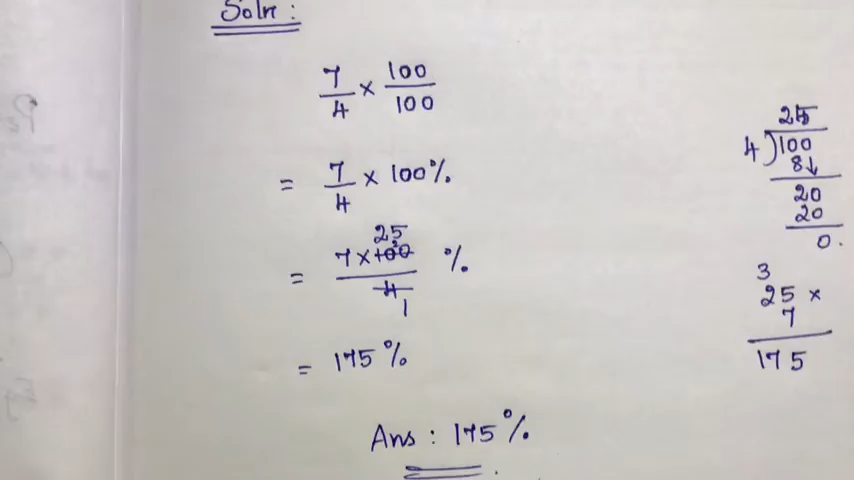 Soln :
7/4 × 100/100
= 7/4 × 100%
25
= 7 × 100 / 4 %
1
= 175%
Ans : 175%
25
4)100
8↓
20
20
0.
3
25 ×
7
175